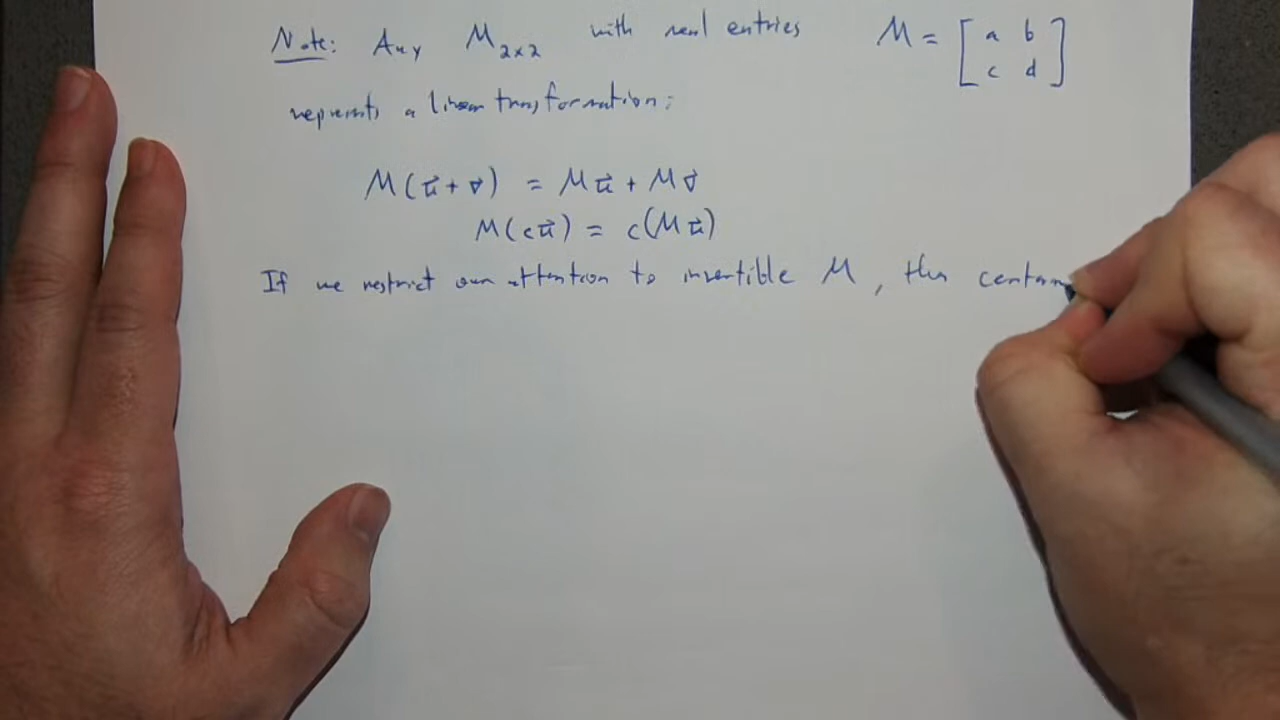 Note: Any M2x2 with real entries M = [a b
c d]
represents a linear transformation:
M(u⃗ + v⃗) = Mu⃗ + Mv⃗
M(cu⃗) = c(Mu⃗)
If we restrict our attention to invertible M, then certain